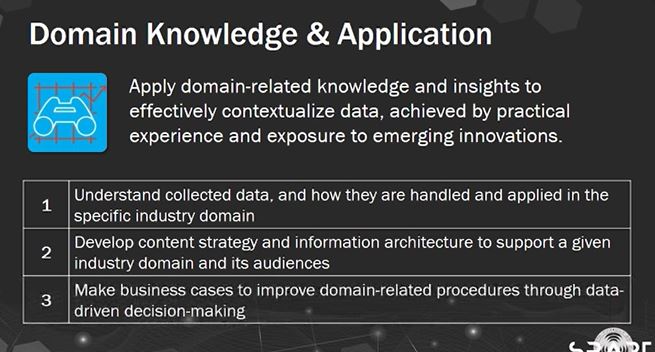 Domain Knowledge & Application
Apply domain-related knowledge and insights to
effectively contextualize data, achieved by practical
experience and exposure to emerging innovations.
1
Understand collected data, and how they are handled and applied in the
specific industry domain
2
Develop content strategy and information architecture to support a given
industry domain and its audiences
3
Make business cases to improve domain-related procedures through data-
driven decision-making